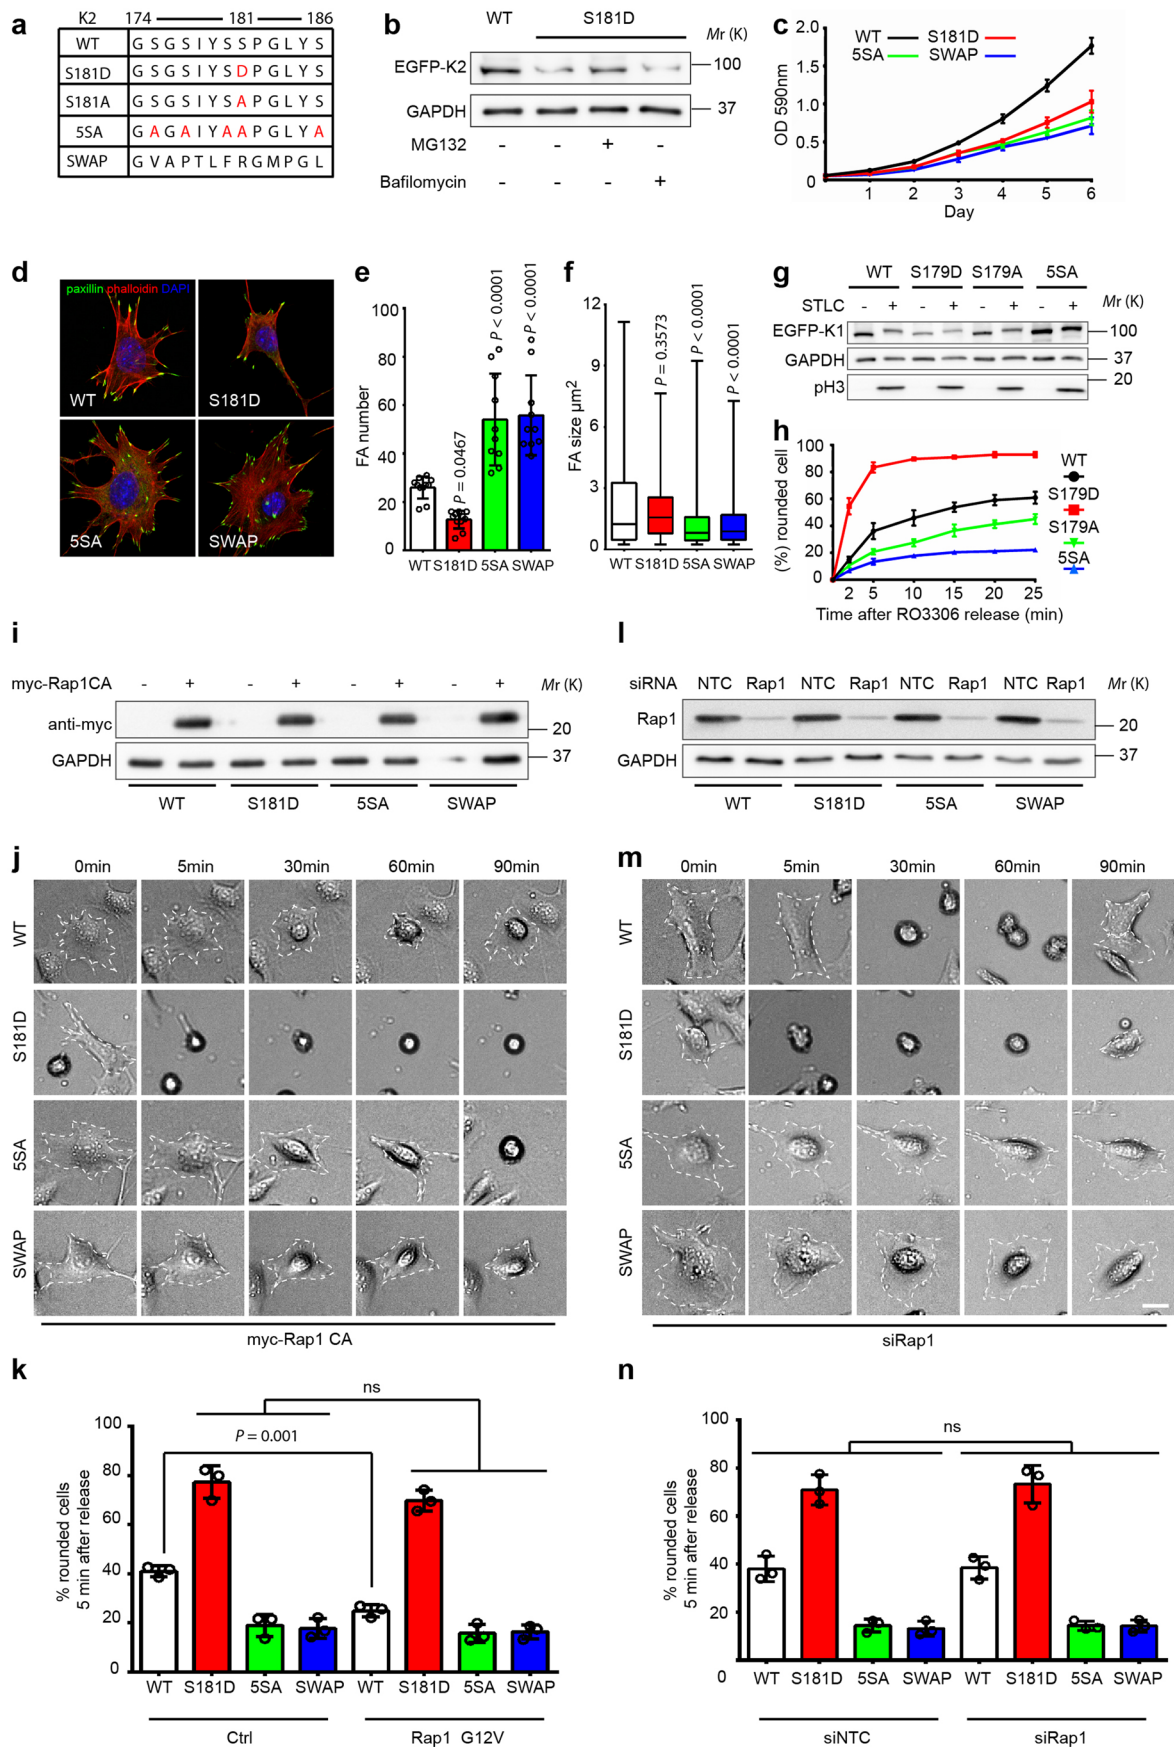 a
K2 174 181 186
WT G S G S I Y S S P G L Y S
S181D G S G S I Y S D P G L Y S
S181A G S G S I Y S A P G L Y S
5SA G A G A I Y A A P G L Y A
SWAP G V A P T L F R G M P G L
b
WT S181D
Mr (K)
EGFP-K2 100
GAPDH 37
MG132 - - + -
Bafilomycin - - - +
c
WT S181D
5SA SWAP
OD 590nm
2.0
1.5
1.0
0.5
0
1 2 3 4 5 6
Day
d
paxillin phalloidin DAPI
WT S181D
5SA SWAP
e
FA number
100
80
60
40
20
0
P = 0.0467
P < 0.0001
P < 0.0001
WT S181D 5SA SWAP
f
FA size µm2
12
9
6
3
0
P = 0.3573
P < 0.0001
P < 0.0001
WT S181D 5SA SWAP
g
WT S179D S179A 5SA
STLC - + - + - + - + Mr (K)
EGFP-K1 100
GAPDH 37
pH3 20
h
(%) rounded cell
100
80
60
40
20
0
2 5 10 15 20 25
Time after RO3306 release (min)
WT
S179D
S179A
5SA
i
myc-Rap1CA - + - + - + - + Mr (K)
anti-myc 20
GAPDH 37
WT S181D 5SA SWAP
l
siRNA NTC Rap1 NTC Rap1 NTC Rap1 NTC Rap1 Mr (K)
Rap1 20
GAPDH 37
WT S181D 5SA SWAP
j
0min 5min 30min 60min 90min
WT
S181D
5SA
SWAP
myc-Rap1 CA
m
0min 5min 30min 60min 90min
WT
S181D
5SA
SWAP
siRap1
k
% rounded cells
5 min after release
100
80
60
40
20
0
ns
P = 0.001
WT S181D 5SA SWAP WT S181D 5SA SWAP
Ctrl Rap1 G12V
n
% rounded cells
5 min after release
100
80
60
40
20
0
ns
WT S181D 5SA SWAP WT S181D 5SA SWAP
siNTC siRap1